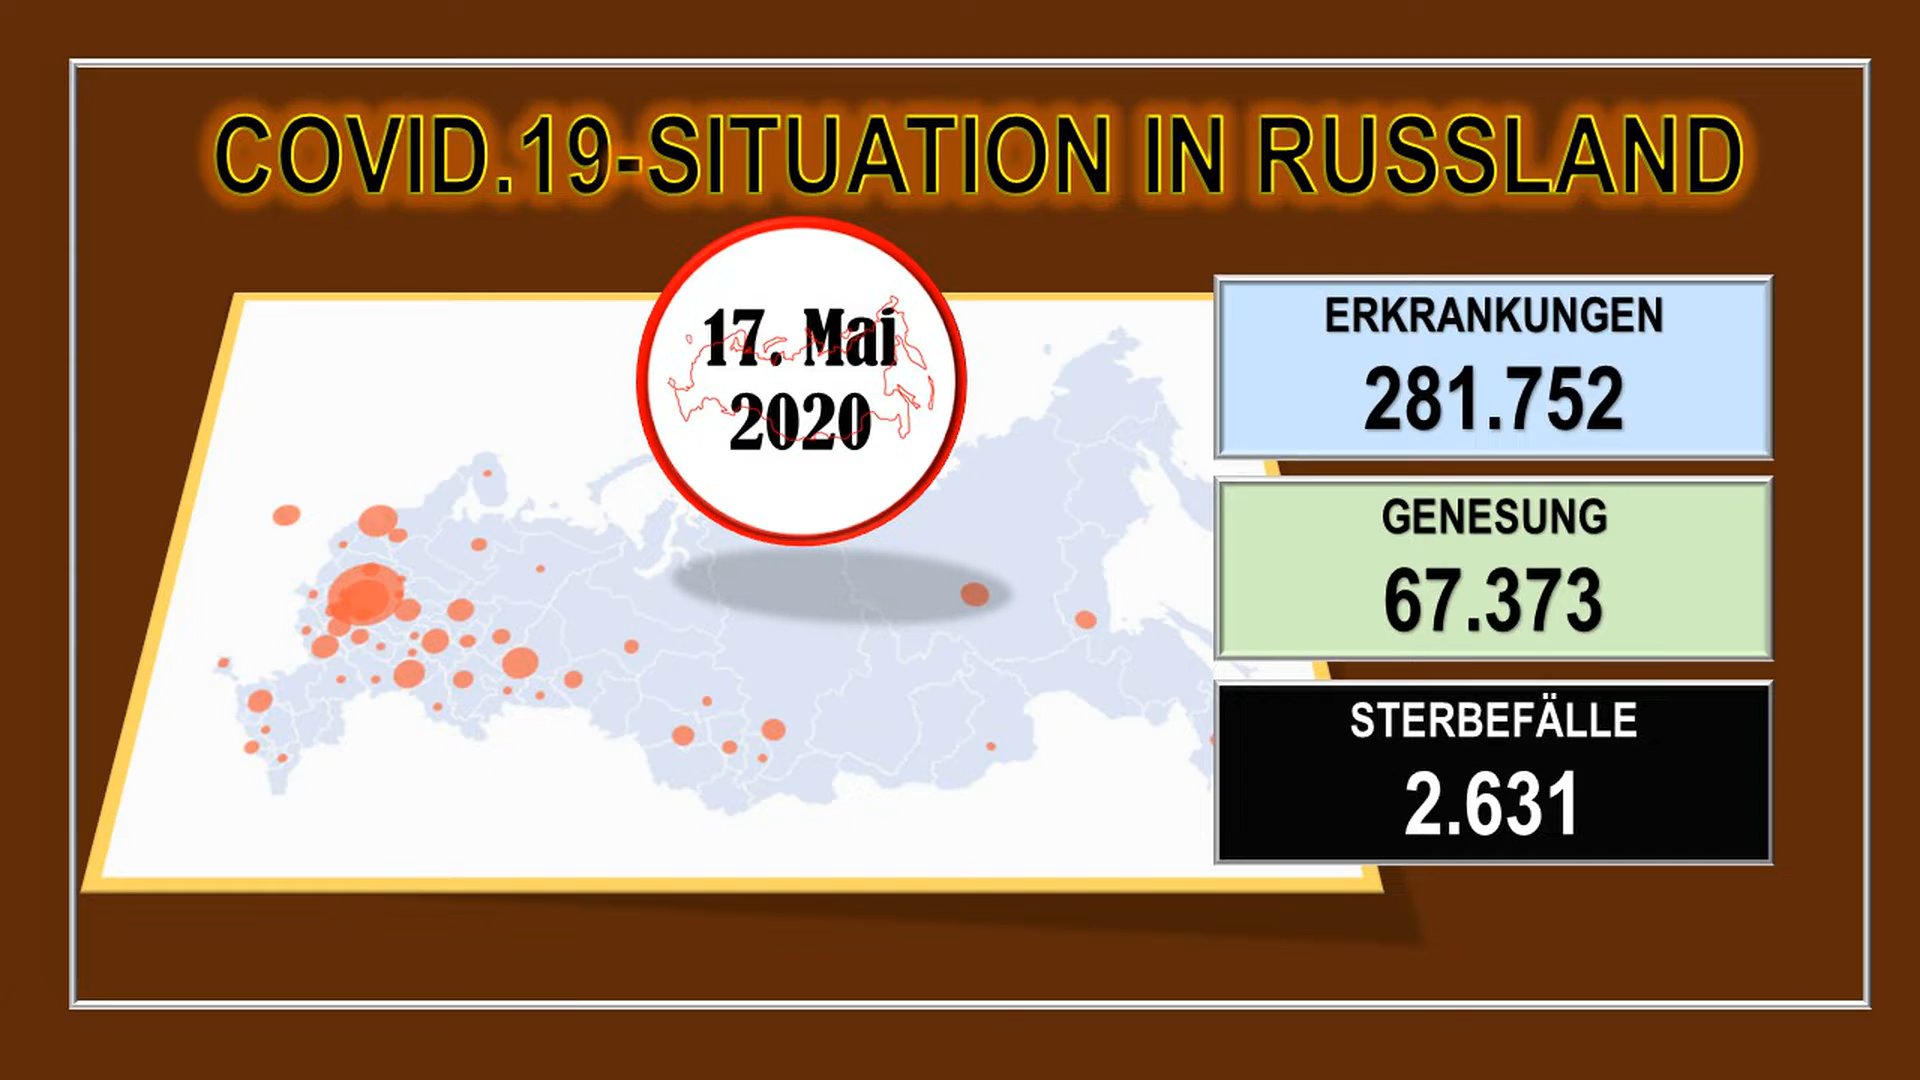 COVID.19-SITUATION IN RUSSLAND
17. Mai
2020
ERKRANKUNGEN
281.752
GENESUNG
67.373
STERBEFÄLLE
2.631